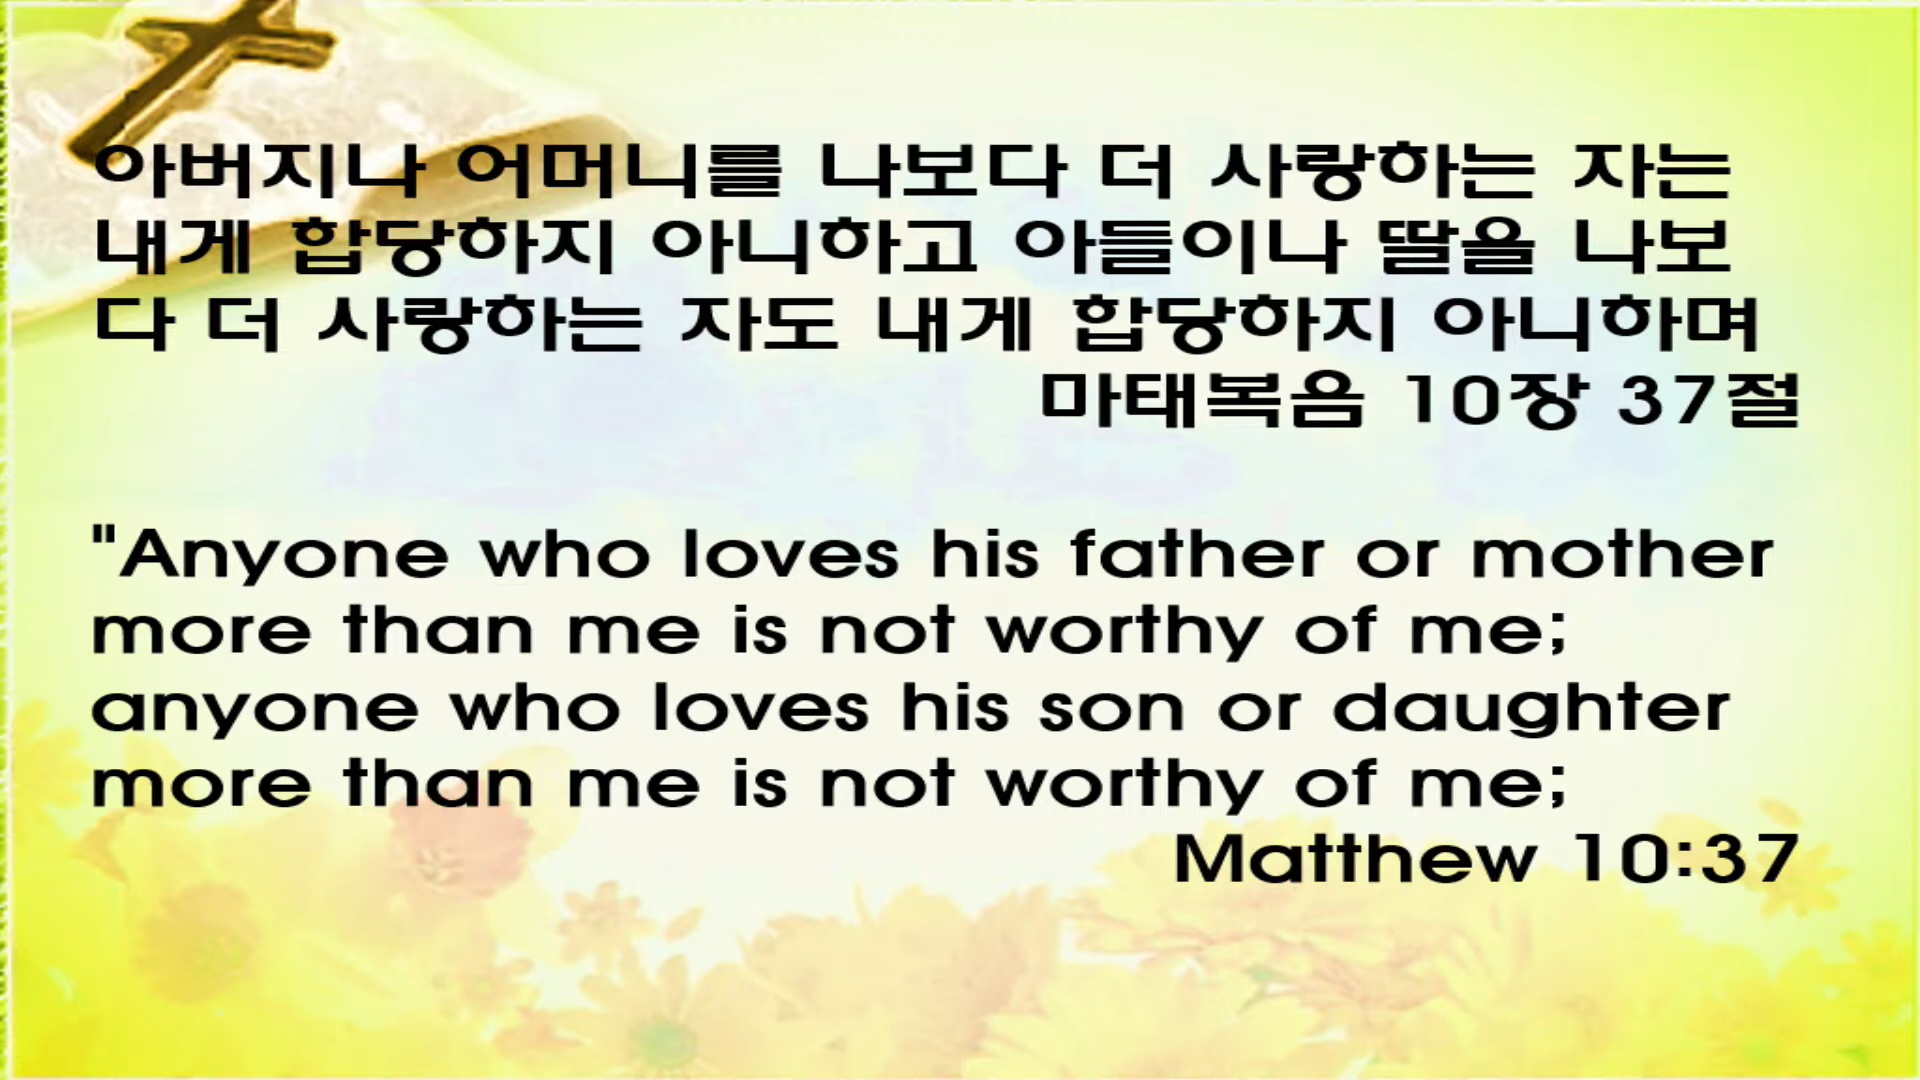 아버지나 어머니를 나보다 더 사랑하는 자는
내게 합당하지 아니하고 아들이나 딸을 나보
다 더 사랑하는 자도 내게 합당하지 아니하며
마태복음 10장 37절
"Anyone who loves his father or mother
more than me is not worthy of me;
anyone who loves his son or daughter
more than me is not worthy of me;
Matthew 10:37